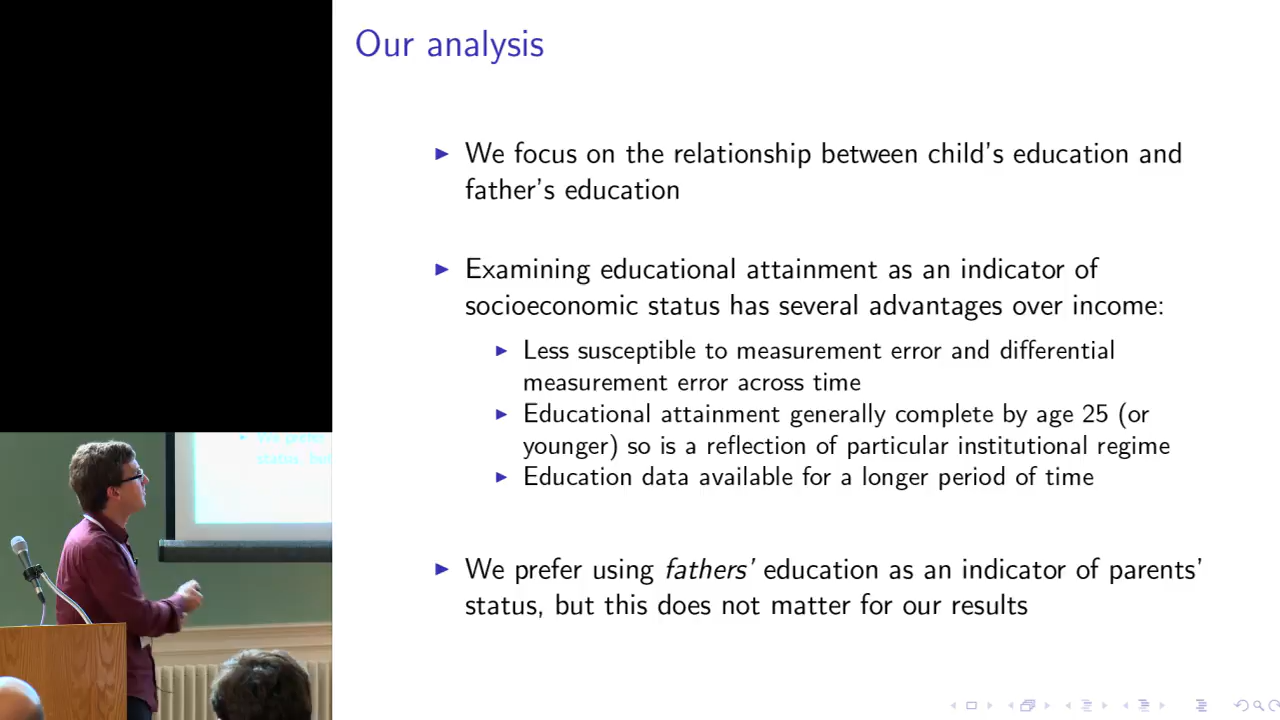 Our analysis
▶ We focus on the relationship between child's education and
father's education
▶ Examining educational attainment as an indicator of
socioeconomic status has several advantages over income:
▶ Less susceptible to measurement error and differential
measurement error across time
▶ Educational attainment generally complete by age 25 (or
younger) so is a reflection of particular institutional regime
▶ Education data available for a longer period of time
▶ We prefer using fathers' education as an indicator of parents'
status, but this does not matter for our results
We prefer
status, but